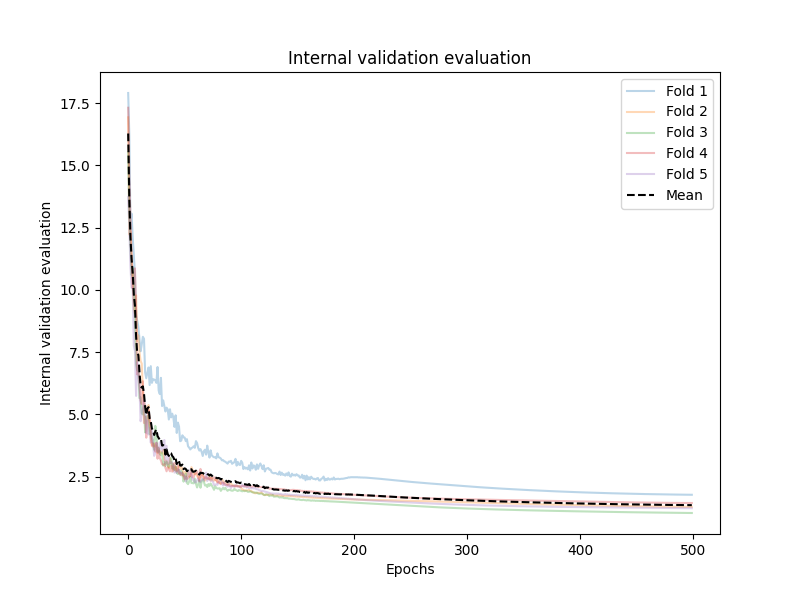 Internal validation evaluation
Fold 1
Fold 2
Fold 3
Fold 4
Fold 5
Mean
Internal validation evaluation
17.5
15.0
12.5
10.0
7.5
5.0
2.5
0
100
200
300
400
500
Epochs